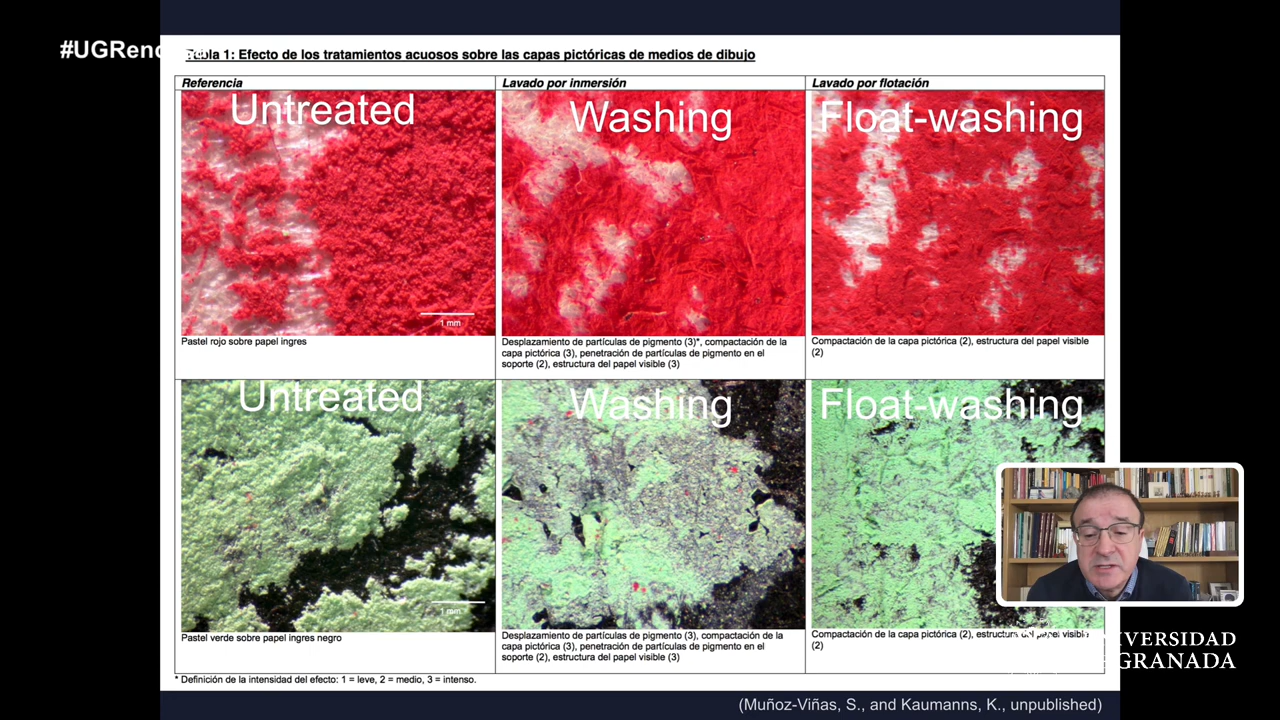 #UGRen
Tabla 1: Efecto de los tratamientos acuosos sobre las capas pictóricas de medios de dibujo
Referencia
Lavado por inmersión
Lavado por flotación
Untreated
Washing
Float-washing
1 mm
Pastel rojo sobre papel ingres
Desplazamiento de partículas de pigmento (3)*, compactación de la
capa pictórica (3), penetración de partículas de pigmento en el
soporte (2), estructura del papel visible (3)
Compactación de la capa pictórica (2), estructura del papel visible
(2)
Untreated
Washing
Float-washing
1 mm
Pastel verde sobre papel ingres negro
Desplazamiento de partículas de pigmento (3), compactación de la
capa pictórica (3), penetración de partículas de pigmento en el
soporte (2), estructura del papel visible (3)
Compactación de la capa pictórica (2), estructura del papel visible
(2)
VERSIDAD
GRANADA
* Definición de la intensidad del efecto: 1 = leve, 2 = medio, 3 = intenso.
(Muñoz-Viñas, S., and Kaumanns, K., unpublished)